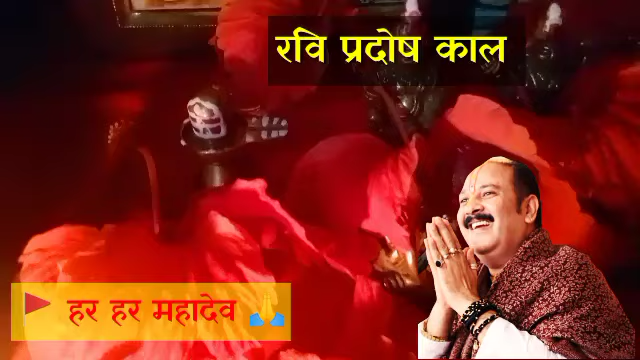 रवि प्रदोष काल
🚩 हर हर महादेव 🙏